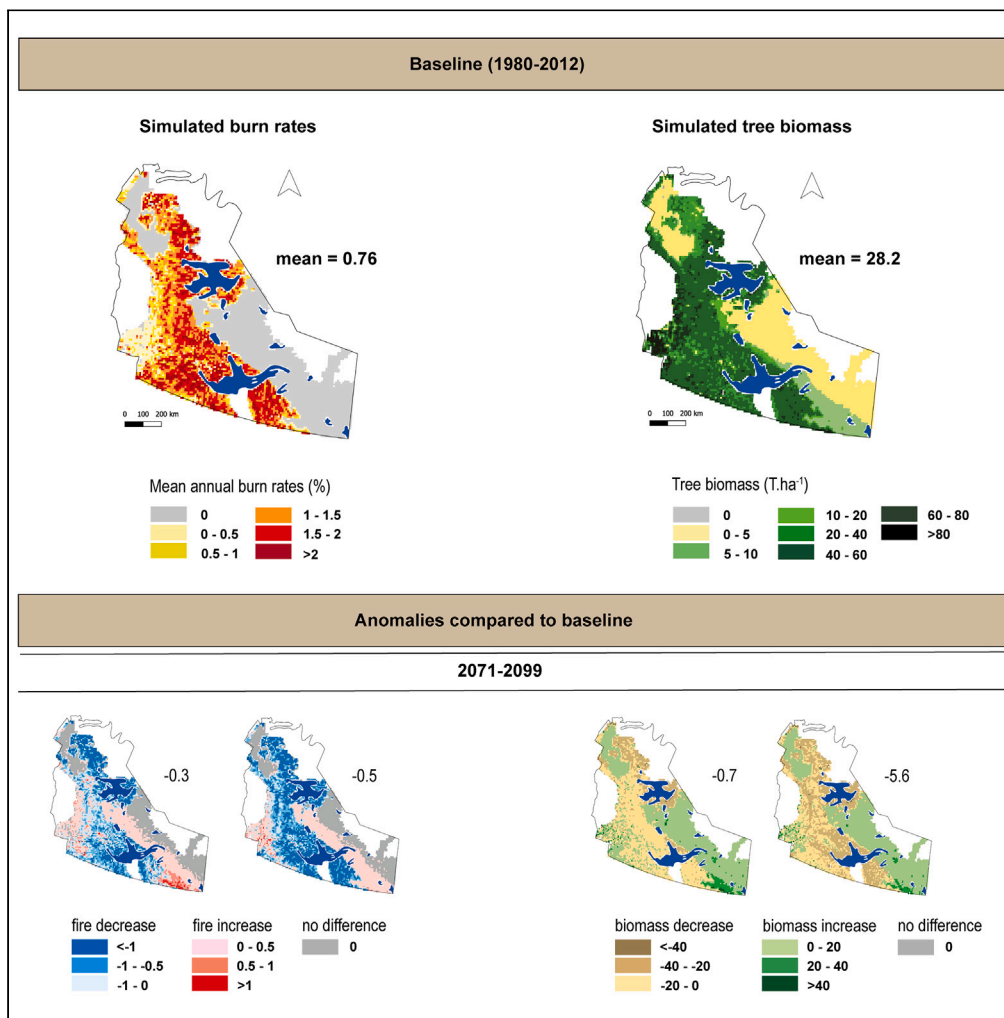 Baseline (1980-2012)
Simulated burn rates
Simulated tree biomass
mean = 0.76
mean = 28.2
0 100 200 km
0 100 200 km
Mean annual burn rates (%)
0
0 - 0.5
0.5 - 1
1 - 1.5
1.5 - 2
>2
Tree biomass (T.ha⁻¹)
0
0 - 5
5 - 10
10 - 20
20 - 40
40 - 60
60 - 80
>80
Anomalies compared to baseline
2071-2099
-0.3
-0.5
-0.7
-5.6
fire decrease
<-1
-1 - -0.5
-1 - 0
fire increase
0 - 0.5
0.5 - 1
>1
no difference
0
biomass decrease
<-40
-40 - -20
-20 - 0
biomass increase
0 - 20
20 - 40
>40
no difference
0